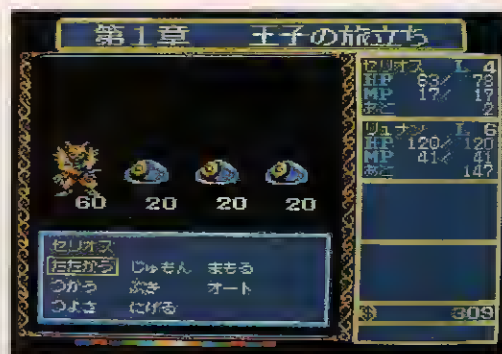 第1章 王子の旅立ち
セリオス L 4
HP 63/ 78
MP 17/ 17
あと 2
リュナン L 6
HP 120/ 120
MP 41/ 41
あと 147
60 20 20 20
セリオス
たたかう じゅもん まもる
つかう ぶき オート
つよさ にげる
$ 309